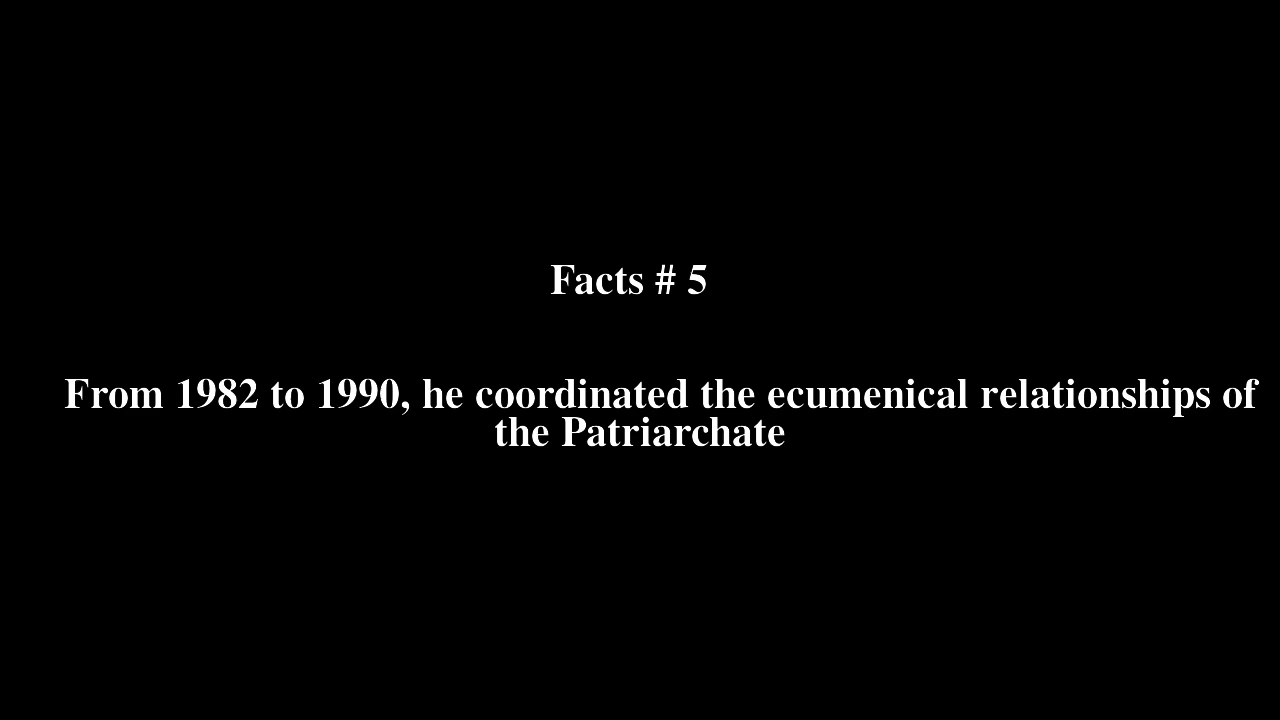 Facts # 5
From 1982 to 1990, he coordinated the ecumenical relationships of
the Patriarchate